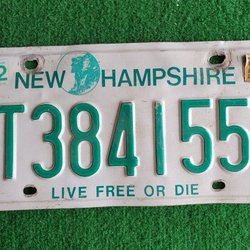 2
NEW HAMPSHIRE
T384155
LIVE FREE OR DIE